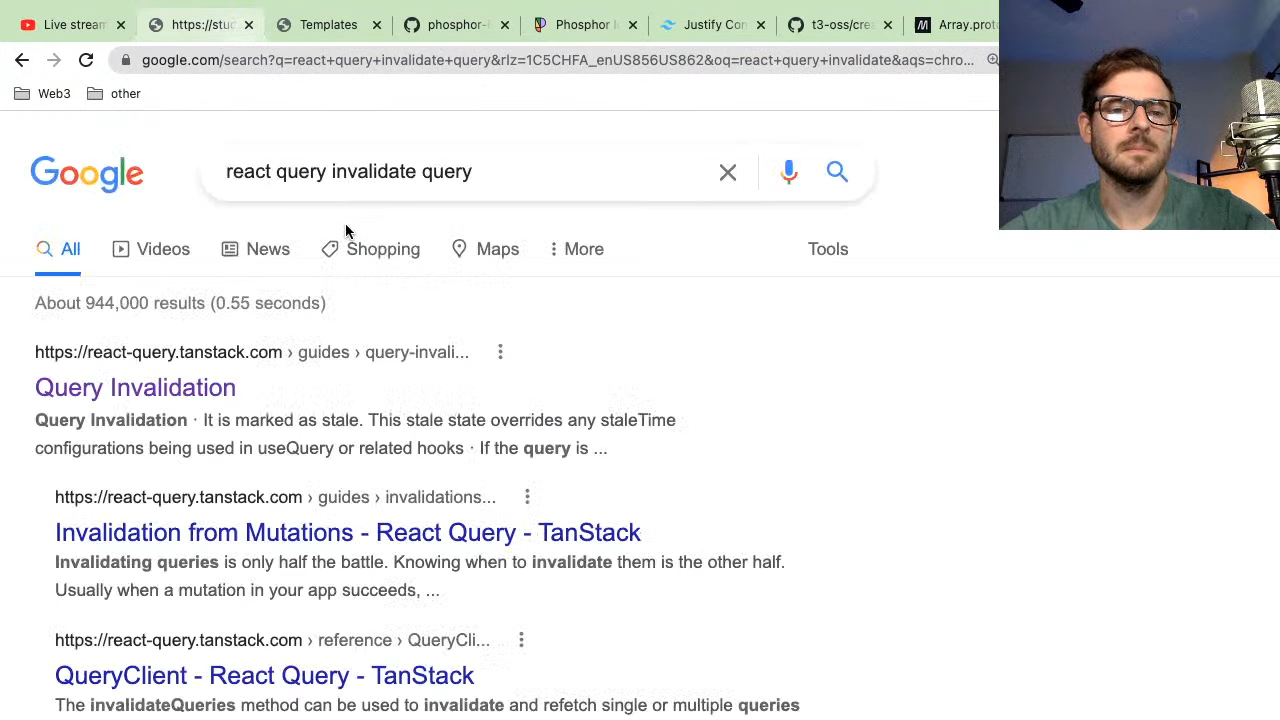 Live stream
https://stud
Templates
phosphor-
Phosphor I
Justify Con
t3-oss/crea
Array.proto
google.com/search?q=react+query+invalidate+query&rlz=1C5CHFA_enUS856US862&oq=react+query+invalidate&aqs=chro...
Web3
other
Google
react query invalidate query
All
Videos
News
Shopping
Maps
More
Tools
About 944,000 results (0.55 seconds)
https://react-query.tanstack.com › guides › query-invali...
Query Invalidation
Query Invalidation · It is marked as stale. This stale state overrides any staleTime
configurations being used in useQuery or related hooks · If the query is ...
https://react-query.tanstack.com › guides › invalidations...
Invalidation from Mutations - React Query - TanStack
Invalidating queries is only half the battle. Knowing when to invalidate them is the other half.
Usually when a mutation in your app succeeds, ...
https://react-query.tanstack.com › reference › QueryCli...
QueryClient - React Query - TanStack
The invalidateQueries method can be used to invalidate and refetch single or multiple queries